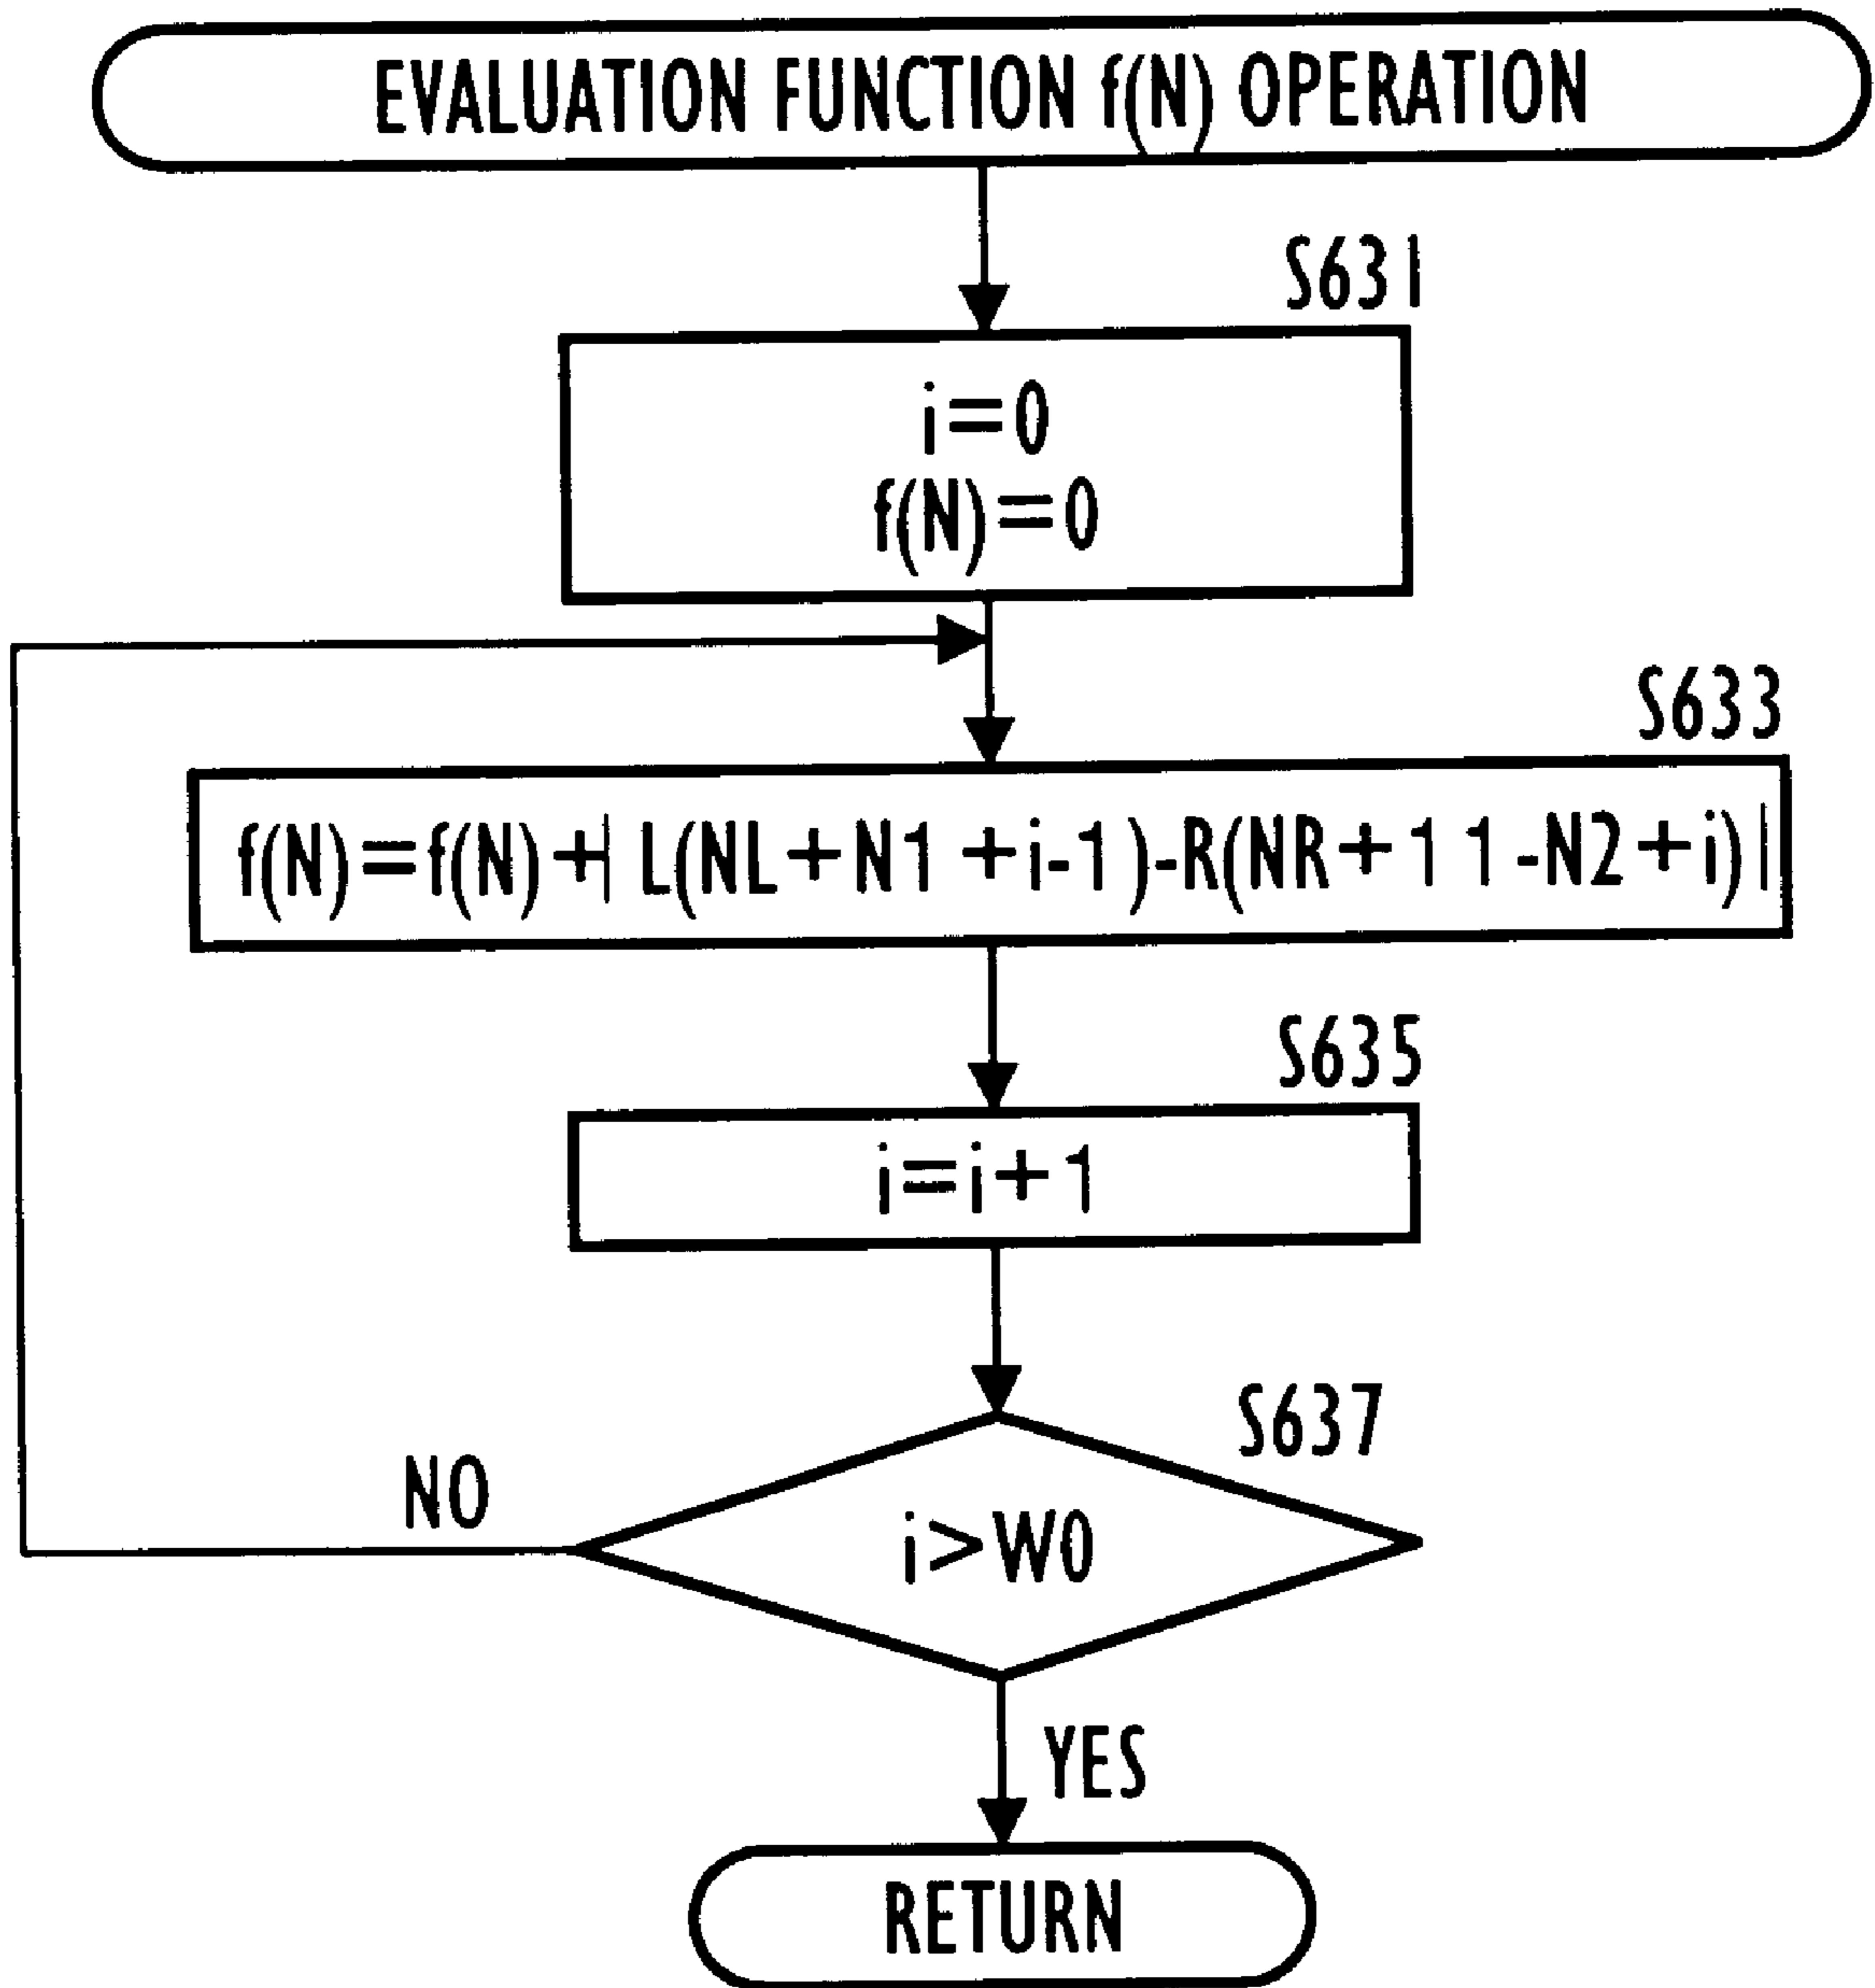 EVALUATION FUNCTION f(N) OPERATION
S631
i=0
f(N)=0
S633
f(N)=f(N)+| L(NL+N1+i-1)-R(NR+11-N2+i)|
S635
i=i+1
S637
NO
i>W0
YES
RETURN